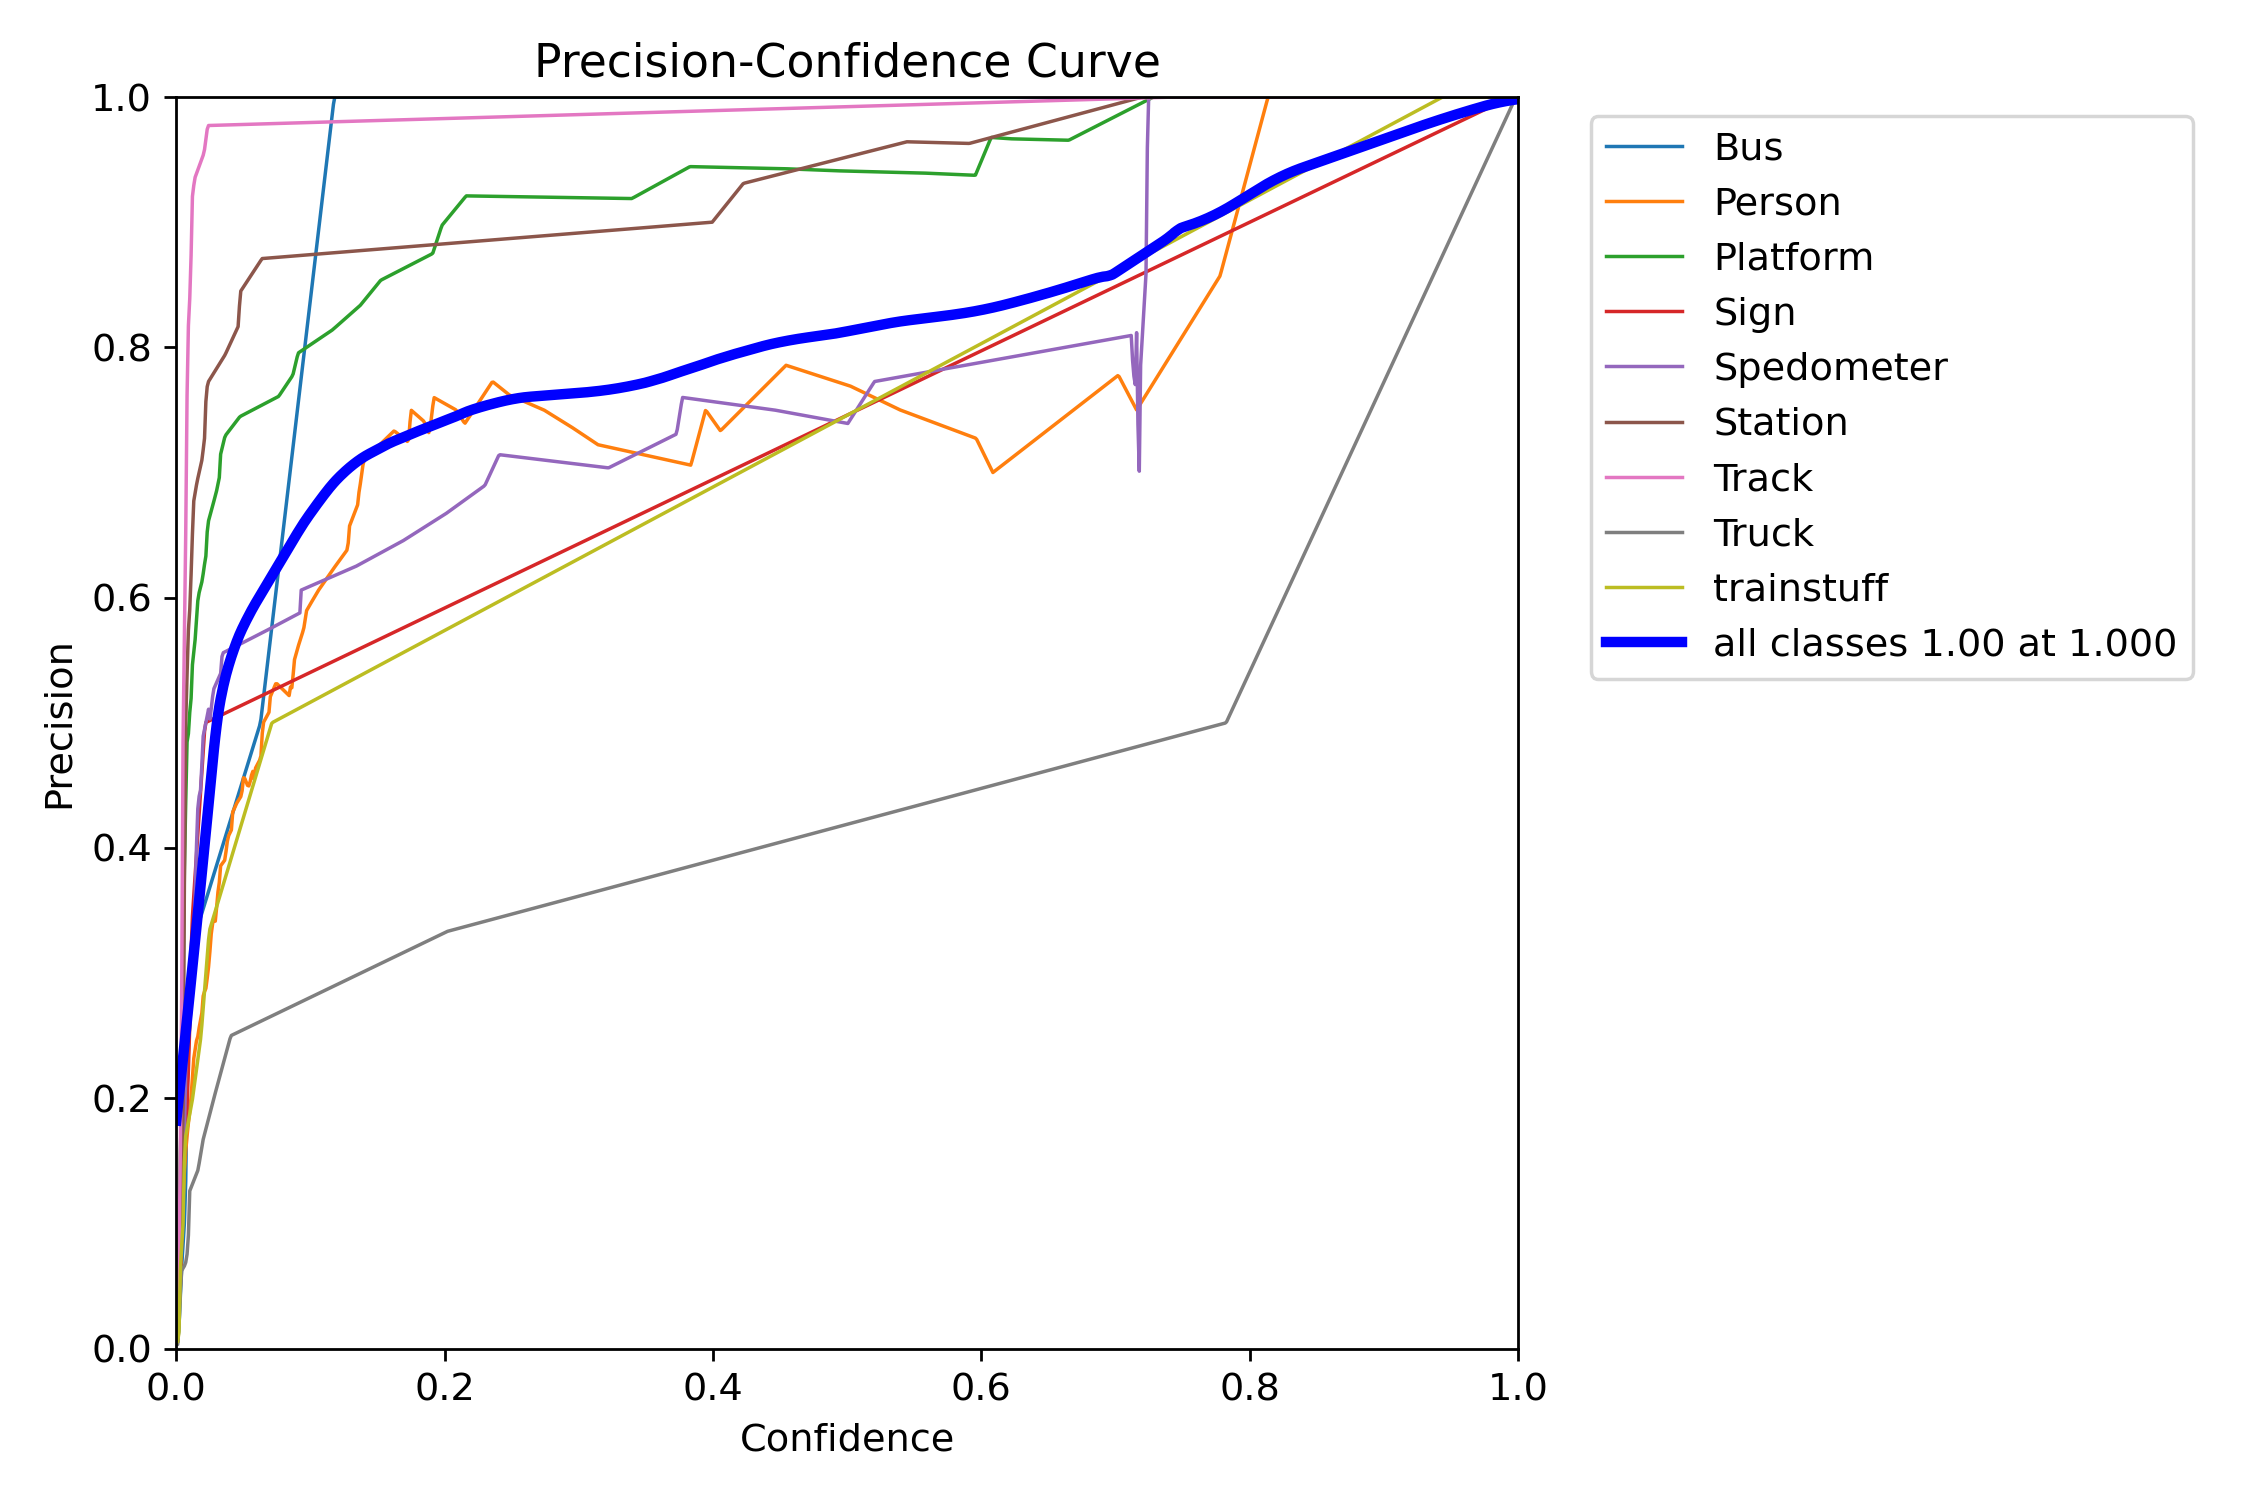 Precision-Confidence Curve
1.0
0.8
0.6
0.4
0.2
0.0
Precision
0.0 0.2 0.4 0.6 0.8 1.0
Confidence
Bus
Person
Platform
Sign
Spedometer
Station
Track
Truck
trainstuff
all classes 1.00 at 1.000